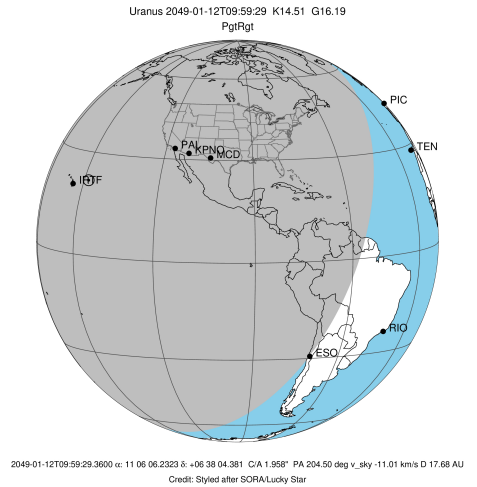 Uranus 2049-01-12T09:59:29 K14.51 G16.19
PgtRgt
PIC
TEN
PAL
KPNO
MCD
IRTF
RIO
ESO
2049-01-12T09:59:29.3600 α: 11 06 06.2323 δ: +06 38 04.381 C/A 1.958" PA 204.50 deg v_sky -11.01 km/s D 17.68 AU
Credit: Styled after SORA/Lucky Star